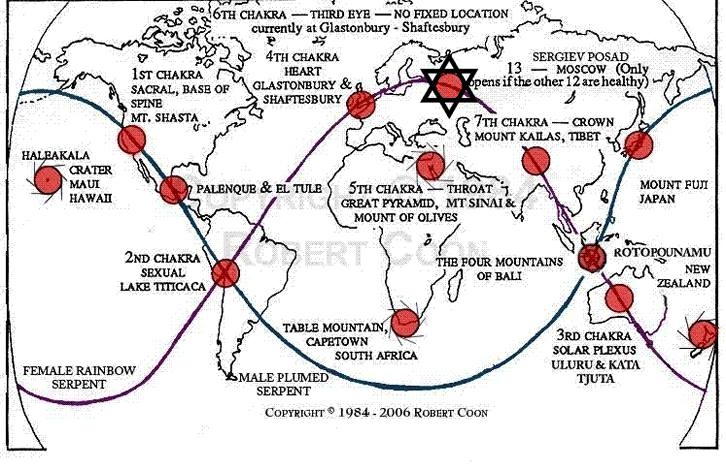 6TH CHAKRA — THIRD EYE — NO FIXED LOCATION
currently at Glastonbury - Shaftesbury
4TH CHAKRA
HEART
GLASTONBURY &
SHAFTESBURY
1ST CHAKRA
SACRAL, BASE OF
SPINE
MT. SHASTA
SERGIEV POSAD
13 — MOSCOW (Only
opens if the other 12 are healthy)
7TH CHAKRA — CROWN
MOUNT KAILAS, TIBET
HALEAKALA
CRATER
MAUI
HAWAII
PALENQUE & EL TULE
5TH CHAKRA — THROAT
GREAT PYRAMID, MT SINAI &
MOUNT OF OLIVES
MOUNT FUJI
JAPAN
Copyright © 1984
Robert Coon
2ND CHAKRA
SEXUAL
LAKE TITICACA
THE FOUR MOUNTAINS
OF BALI
ROTOPOUNAMU
NEW
ZEALAND
TABLE MOUNTAIN,
CAPETOWN
SOUTH AFRICA
3RD CHAKRA
SOLAR PLEXUS
ULURU & KATA
TJUTA
FEMALE RAINBOW
SERPENT
MALE PLUMED
SERPENT
COPYRIGHT © 1984 - 2006 ROBERT COON